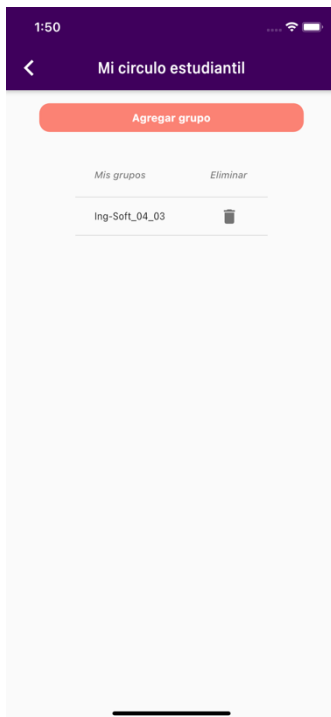 1:50
Mi circulo estudiantil
Agregar grupo
Mis grupos Eliminar
Ing-Soft_04_03